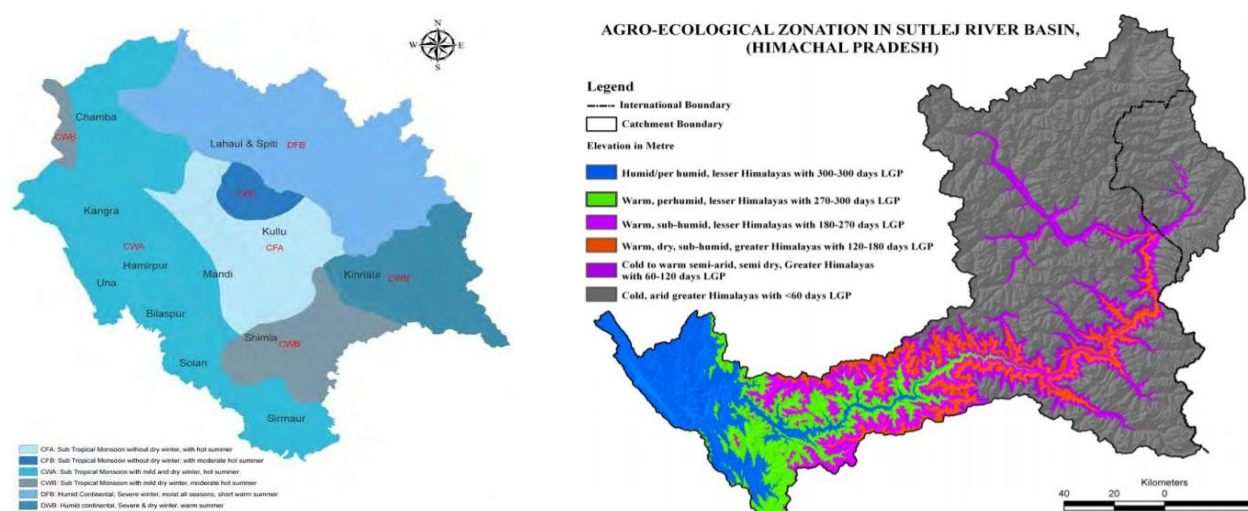 N
W
E
S
Chamba
CWB
Lahaul & Spiti DFB
Kangra
Kullu
CFA
CWA
Hamirpur
Mandi
Kinnaur
DWB
Una
Bilaspur
Shimla
CWB
Solan
Sirmaur
CFA: Sub Tropical Monsoon without dry winter, with hot summer
CFB: Sub Tropical Monsoon without dry winter, with moderate hot summer
CWA: Sub Tropical Monsoon with mild and dry winter, hot summer
CWB: Sub Tropical Monsoon with mild dry winter, moderate hot summer
DFB: Humid Continental, Severe winter, moist all seasons, short warm summer
DWB: Humid continental, Severe & dry winter, warm summer
AGRO-ECOLOGICAL ZONATION IN SUTLEJ RIVER BASIN,
(HIMACHAL PRADESH)
Legend
International Boundary
Catchment Boundary
Elevation in Metre
Humid/per humid, lesser Himalayas with 300-300 days LGP
Warm, perhumid, lesser Himalayas with 270-300 days LGP
Warm, sub-humid, lesser Himalayas with 180-270 days LGP
Warm, dry, sub-humid, greater Himalayas with 120-180 days LGP
Cold to warm semi-arid, semi dry, Greater Himalayas
with 60-120 days LGP
Cold, arid greater Himalayas with <60 days LGP
Kilometers
40 20 0